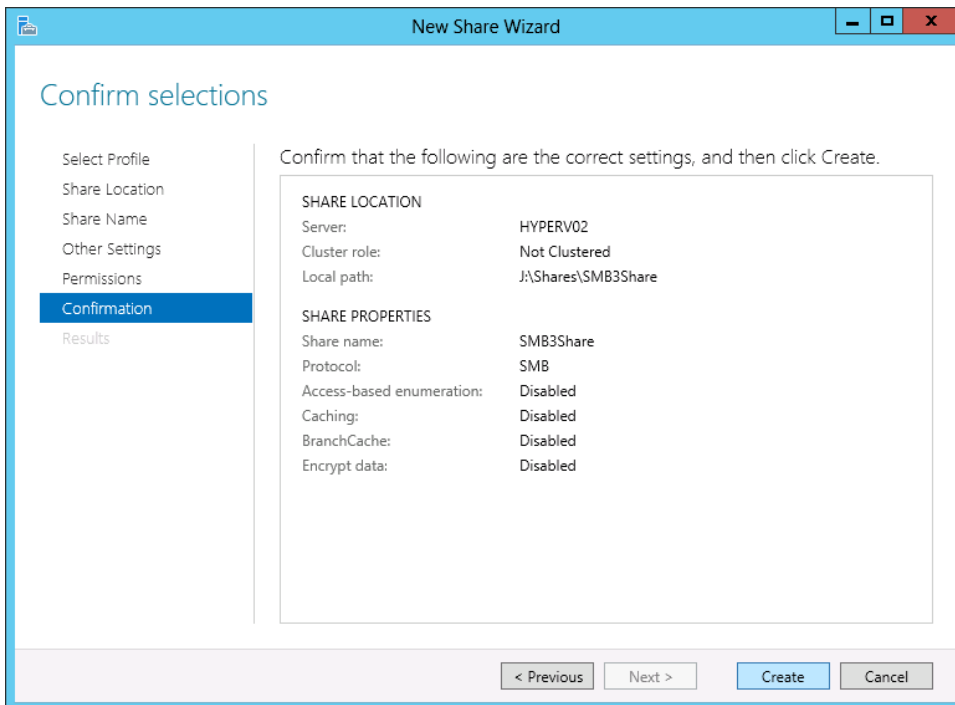 New Share Wizard
Confirm selections
Select Profile
Share Location
Share Name
Other Settings
Permissions
Confirmation
Results
Confirm that the following are the correct settings, and then click Create.
SHARE LOCATION
Server: HYPERV02
Cluster role: Not Clustered
Local path: J:\Shares\SMB3Share
SHARE PROPERTIES
Share name: SMB3Share
Protocol: SMB
Access-based enumeration: Disabled
Caching: Disabled
BranchCache: Disabled
Encrypt data: Disabled
< Previous Next > Create Cancel